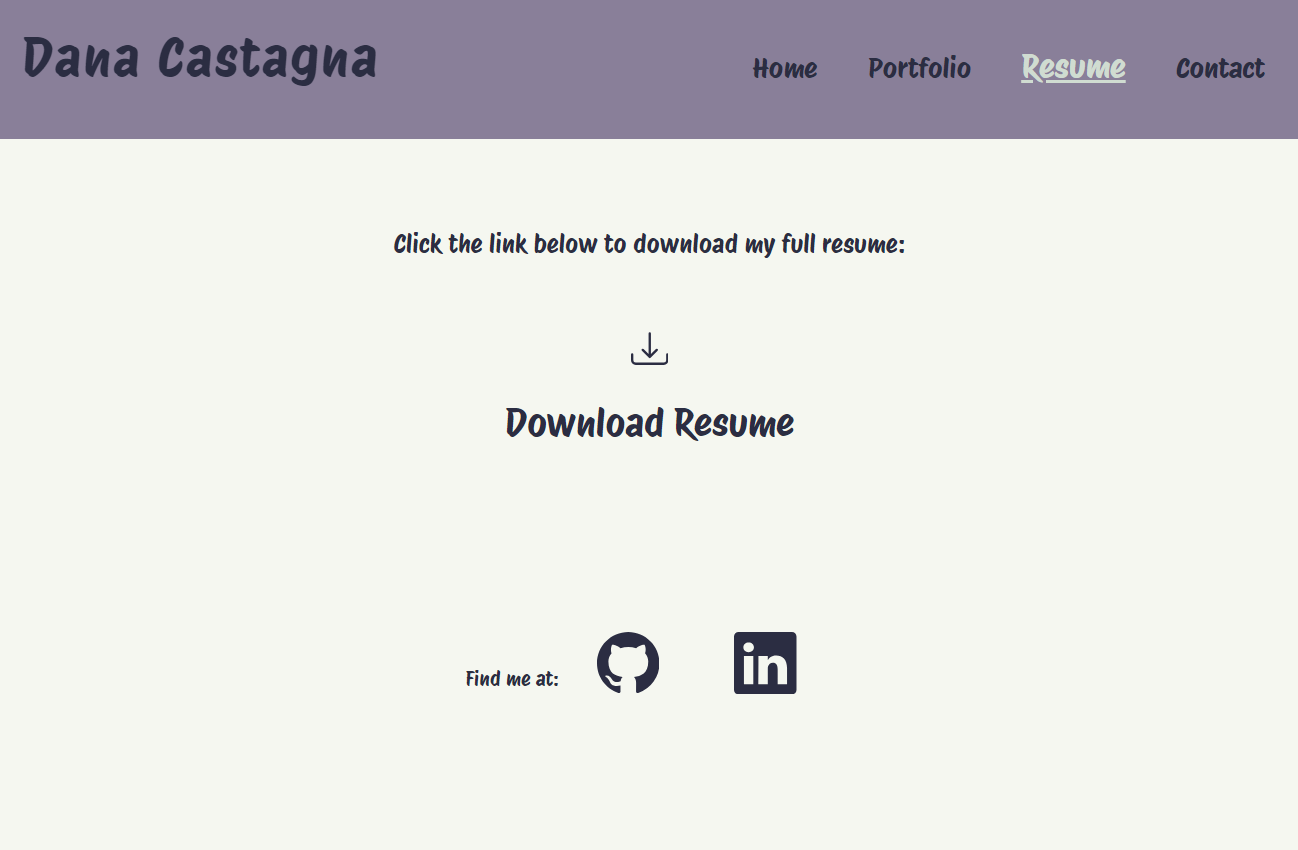 Dana Castagna
Home Portfolio Resume Contact
Click the link below to download my full resume:
Download Resume
Find me at:
in